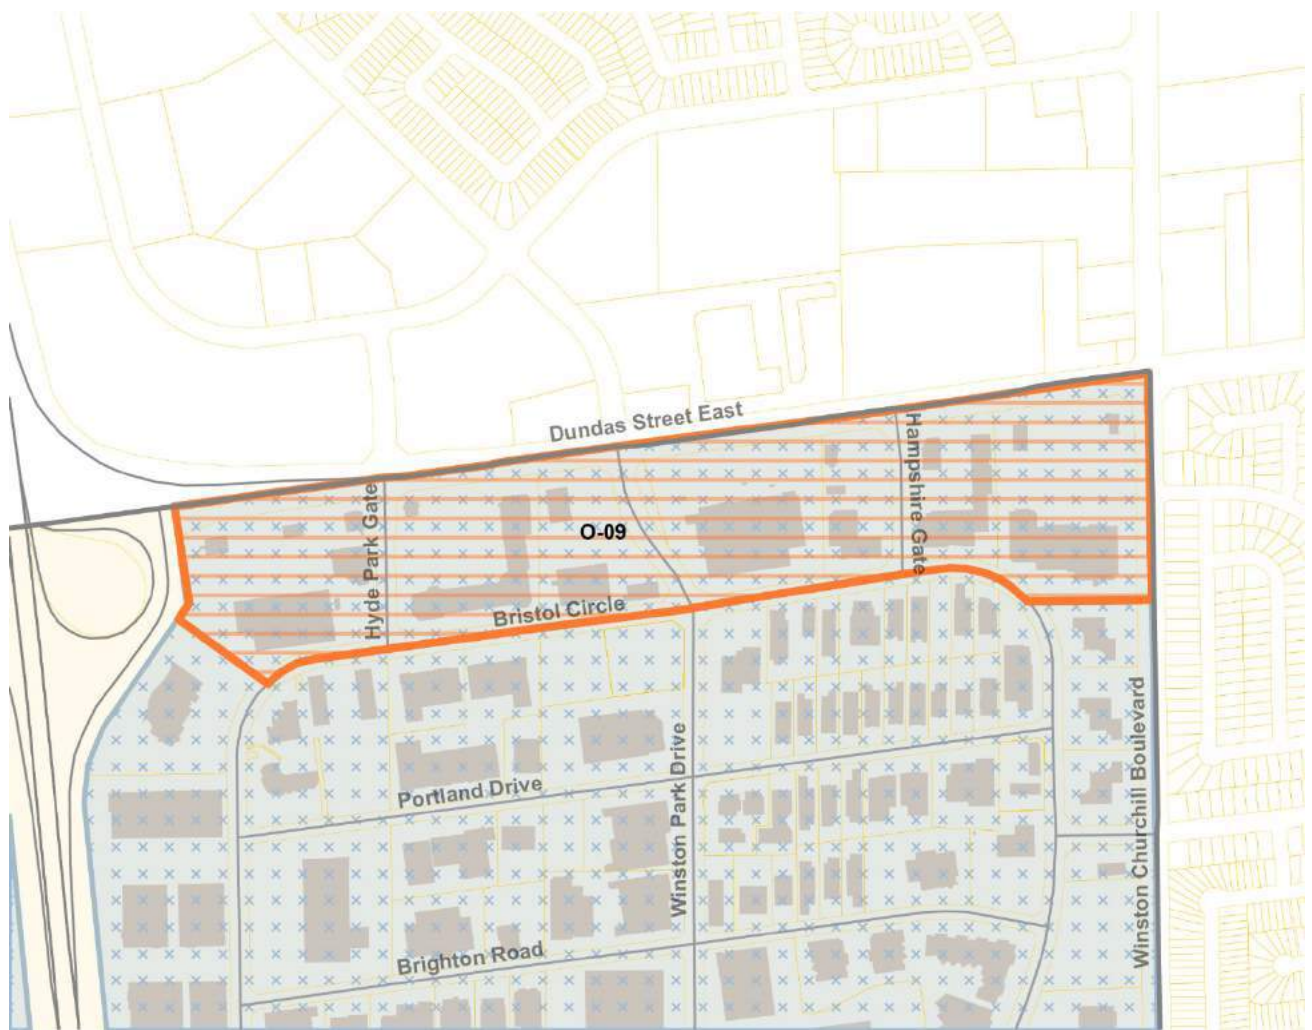 Dundas Street East
Hampshire Gate
Hyde Park Gate
O-09
Bristol Circle
Winston Park Drive
Winston Churchill Boulevard
Portland Drive
Brighton Road